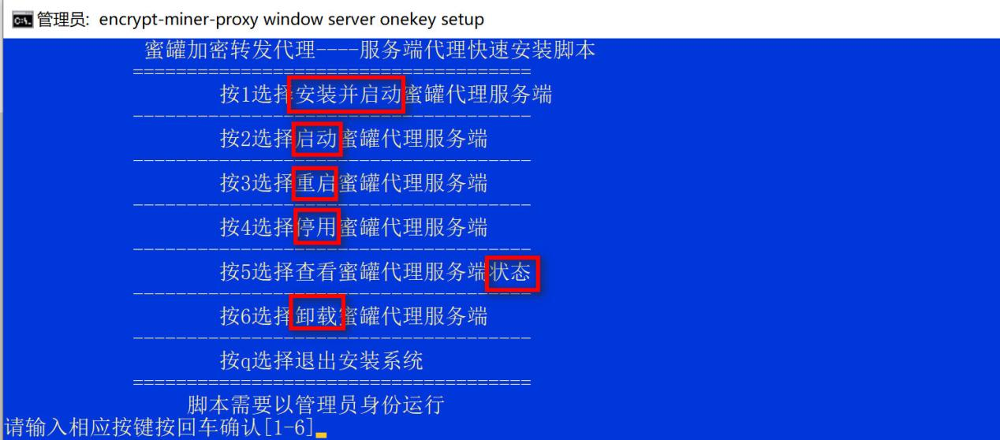 管理员: encrypt-miner-proxy window server onekey setup
蜜罐加密转发代理----服务端代理快速安装脚本
=====================================
按1选择安装并启动蜜罐代理服务端
-------------------------------------
按2选择启动蜜罐代理服务端
-------------------------------------
按3选择重启蜜罐代理服务端
-------------------------------------
按4选择停用蜜罐代理服务端
-------------------------------------
按5选择查看蜜罐代理服务端状态
-------------------------------------
按6选择卸载蜜罐代理服务端
-------------------------------------
按q选择退出安装系统
=====================================
脚本需要以管理员身份运行
请输入相应按键按回车确认[1-6]